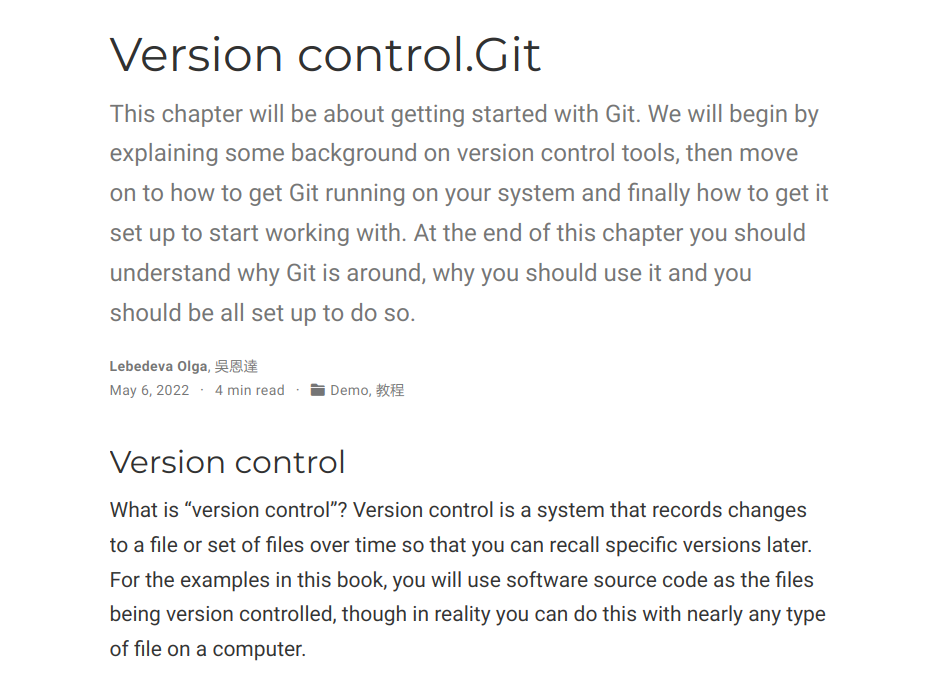 Version control.Git
This chapter will be about getting started with Git. We will begin by
explaining some background on version control tools, then move
on to how to get Git running on your system and finally how to get it
set up to start working with. At the end of this chapter you should
understand why Git is around, why you should use it and you
should be all set up to do so.
Lebedeva Olga, 吳恩達
May 6, 2022 · 4 min read · Demo, 教程
Version control
What is “version control”? Version control is a system that records changes
to a file or set of files over time so that you can recall specific versions later.
For the examples in this book, you will use software source code as the files
being version controlled, though in reality you can do this with nearly any type
of file on a computer.